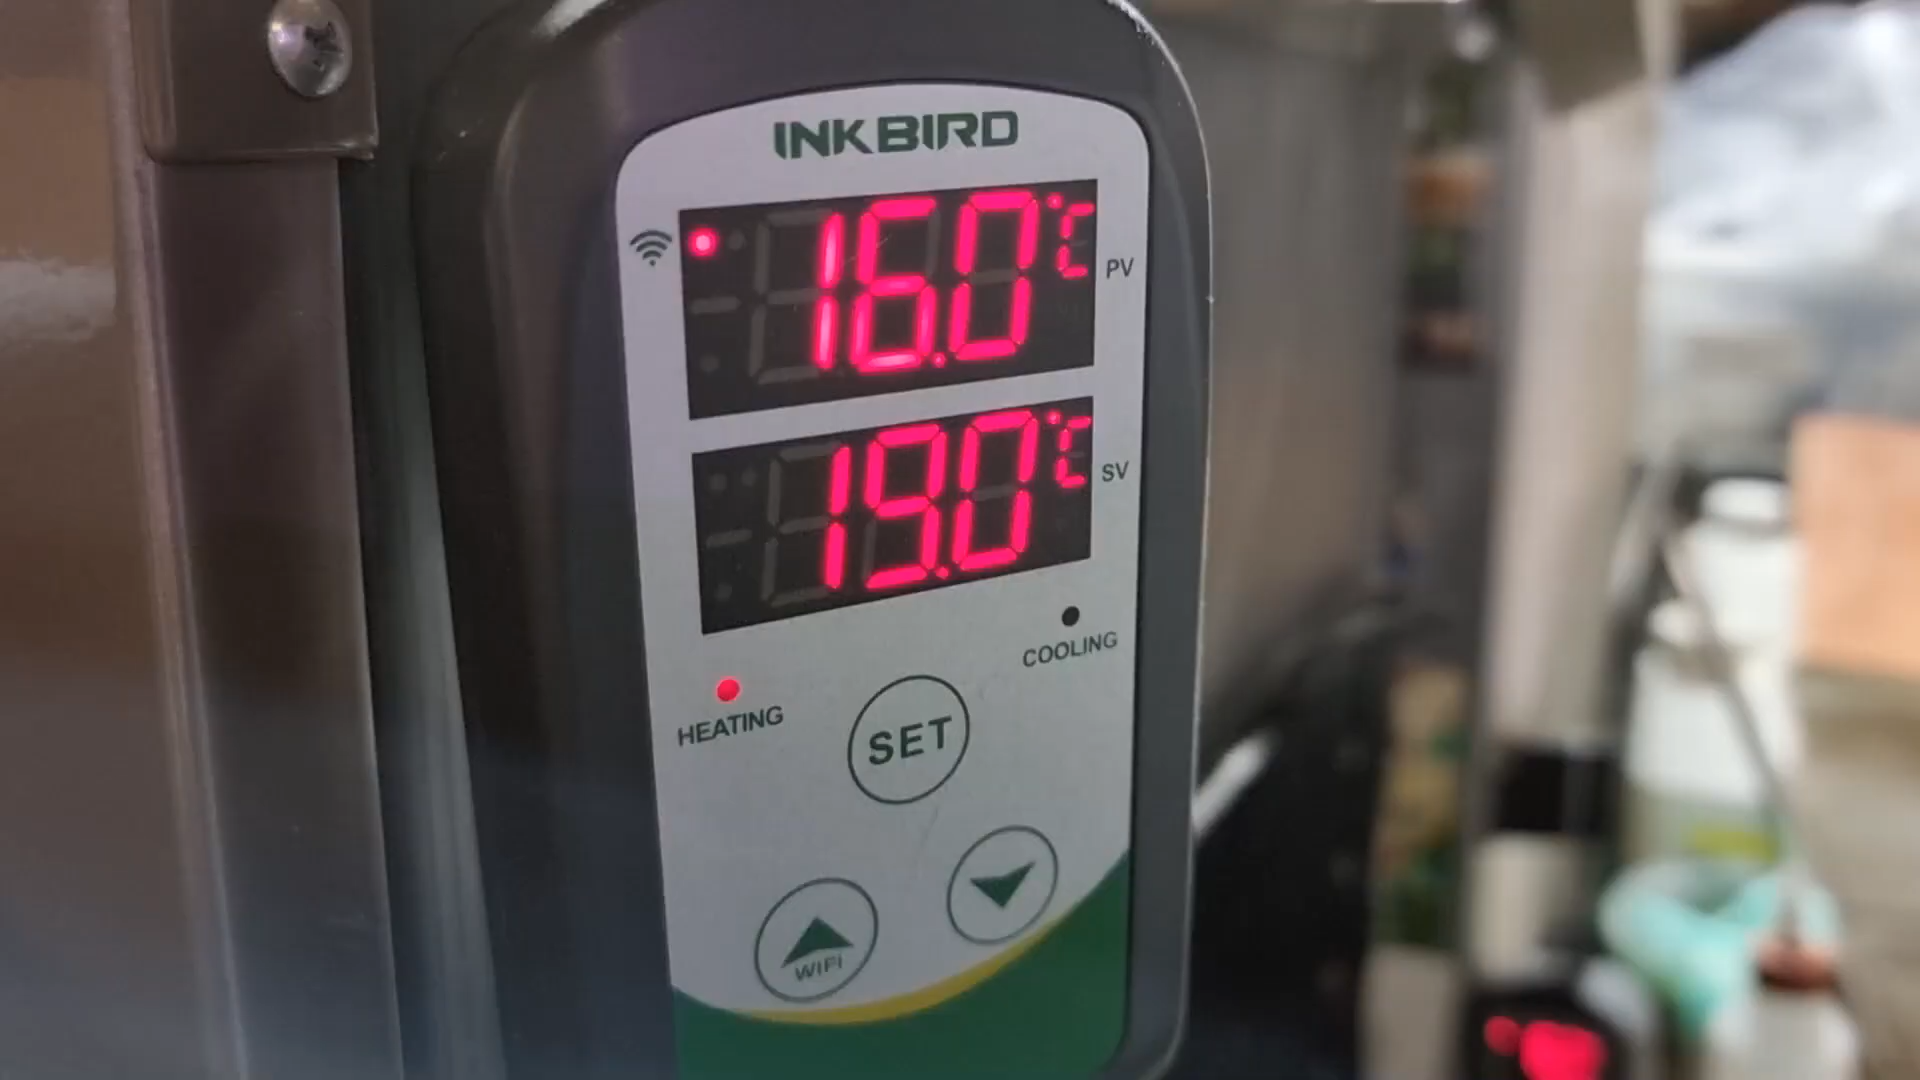 INKBIRD
16.0°C PV
19.0°C SV
COOLING
HEATING
SET
WIFI